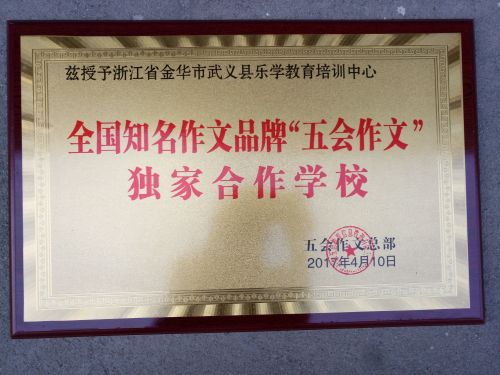 兹授予浙江省金华市武义县乐学教育培训中心
全国知名作文品牌“五会作文”
独家合作学校
五会作文总部
2017年4月10日